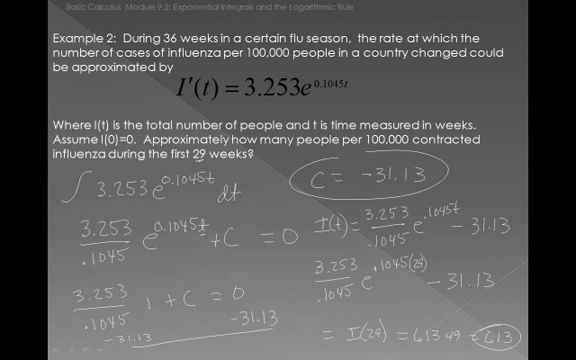 Basic Calculus Module 9.2: Exponential Integrals and the Logarithmic Rule
Example 2: During 36 weeks in a certain flu season, the rate at which the
number of cases of influenza per 100,000 people in a country changed could
be approximated by
I'(t) = 3.253e^0.1045t
Where I(t) is the total number of people and t is time measured in weeks.
Assume I(0)=0. Approximately how many people per 100,000 contracted
influenza during the first 29 weeks?
∫ 3.253 e^0.1045t dt
3.253/.1045 e^0.1045t + C = 0
3.253/.1045 · 1 + C = 0
-31.13 -31.13
C = -31.13
I(t) = 3.253/.1045 e^.1045t - 31.13
3.253/.1045 e^.1045(29) - 31.13
= I(29) = 613.49 = 613